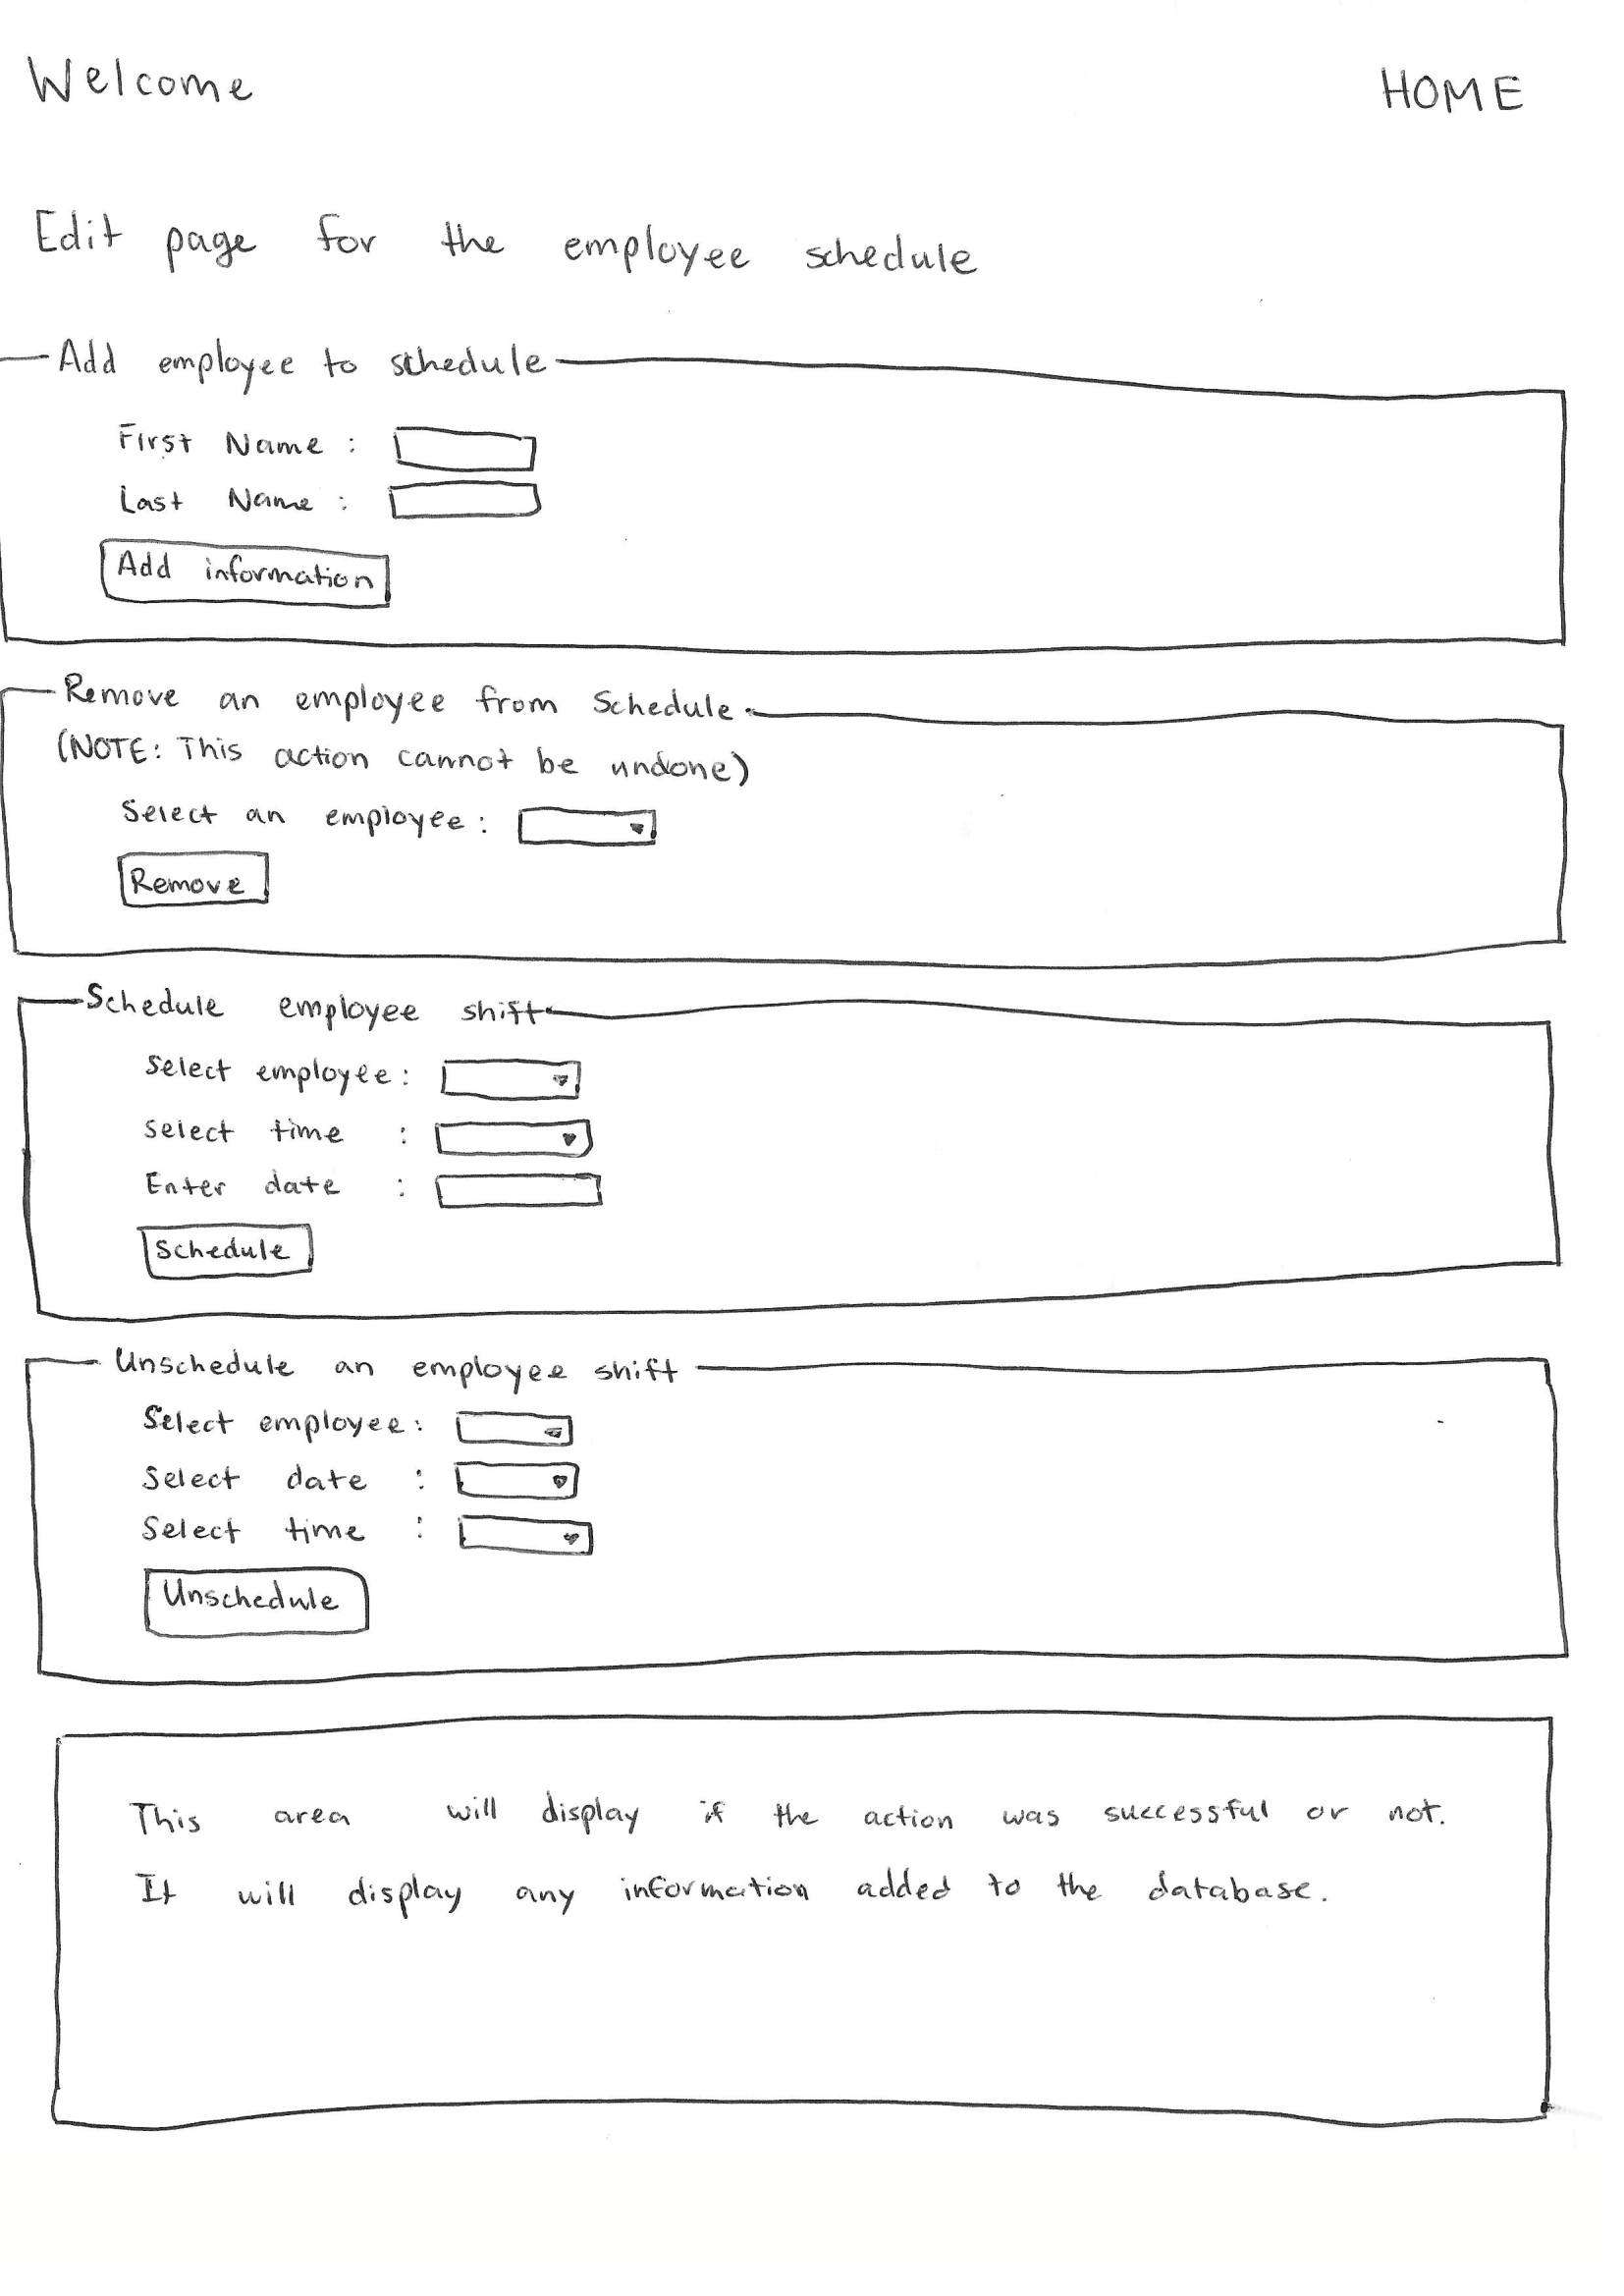 Welcome HOME
Edit page for the employee schedule
Add employee to schedule
First Name :
Last Name :
Add information
Remove an employee from Schedule
(NOTE: This action cannot be undone)
Select an employee:
Remove
Schedule employee shift
Select employee:
Select time :
Enter date :
Schedule
Unschedule an employee shift
Select employee:
Select date :
Select time :
Unschedule
This area will display if the action was successful or not.
It will display any information added to the database.